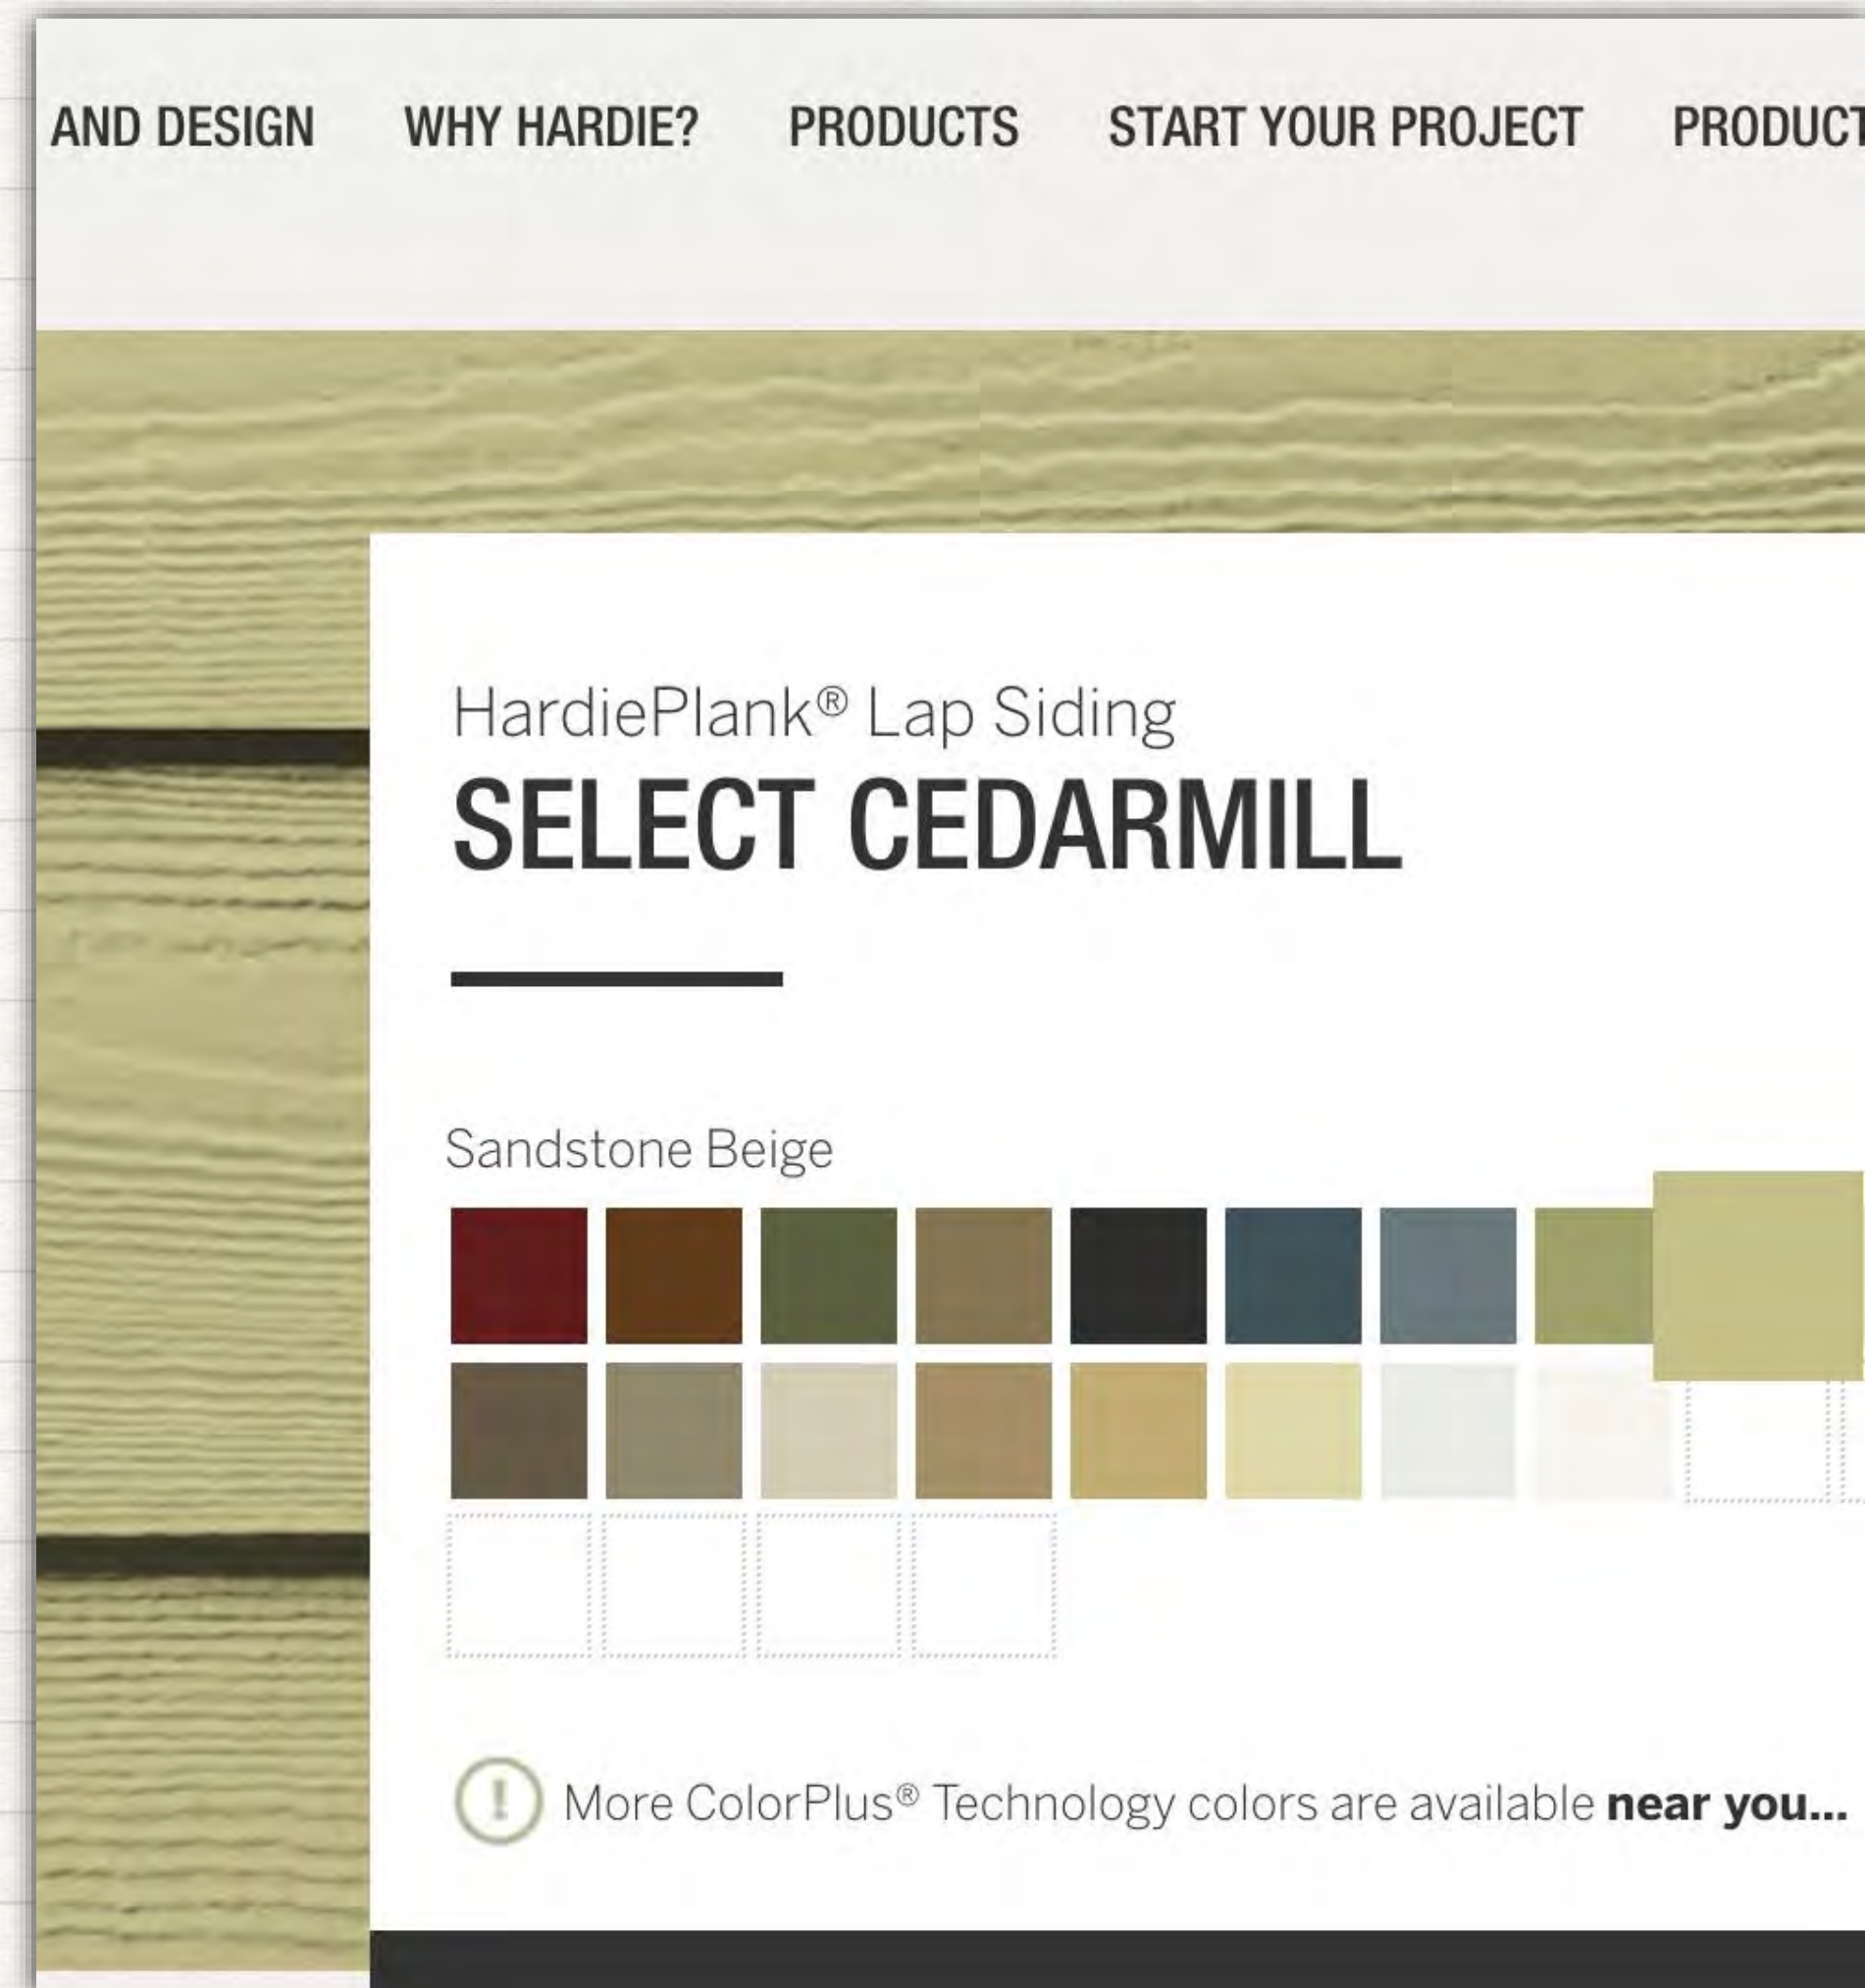 AND DESIGN WHY HARDIE? PRODUCTS START YOUR PROJECT PRODUCT
HardiePlank® Lap Siding
SELECT CEDARMILL
Sandstone Beige
! More ColorPlus® Technology colors are available near you...